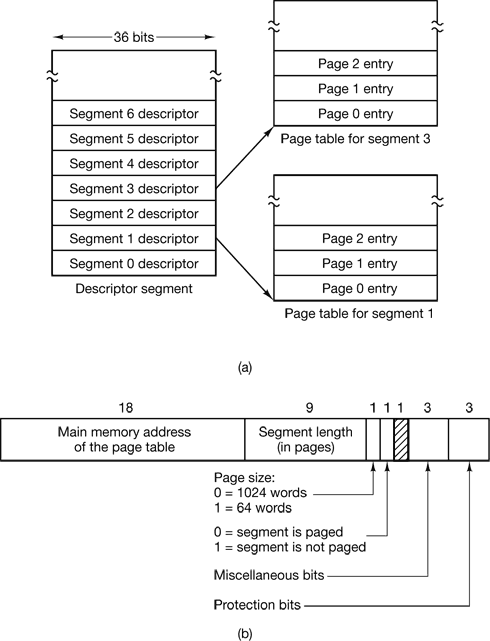 36 bits
Segment 6 descriptor
Segment 5 descriptor
Segment 4 descriptor
Segment 3 descriptor
Segment 2 descriptor
Segment 1 descriptor
Segment 0 descriptor
Descriptor segment
Page 2 entry
Page 1 entry
Page 0 entry
Page table for segment 3
Page 2 entry
Page 1 entry
Page 0 entry
Page table for segment 1
(a)
18 9 1 1 1 3 3
Main memory address
of the page table
Segment length
(in pages)
Page size:
0 = 1024 words
1 = 64 words
0 = segment is paged
1 = segment is not paged
Miscellaneous bits
Protection bits
(b)